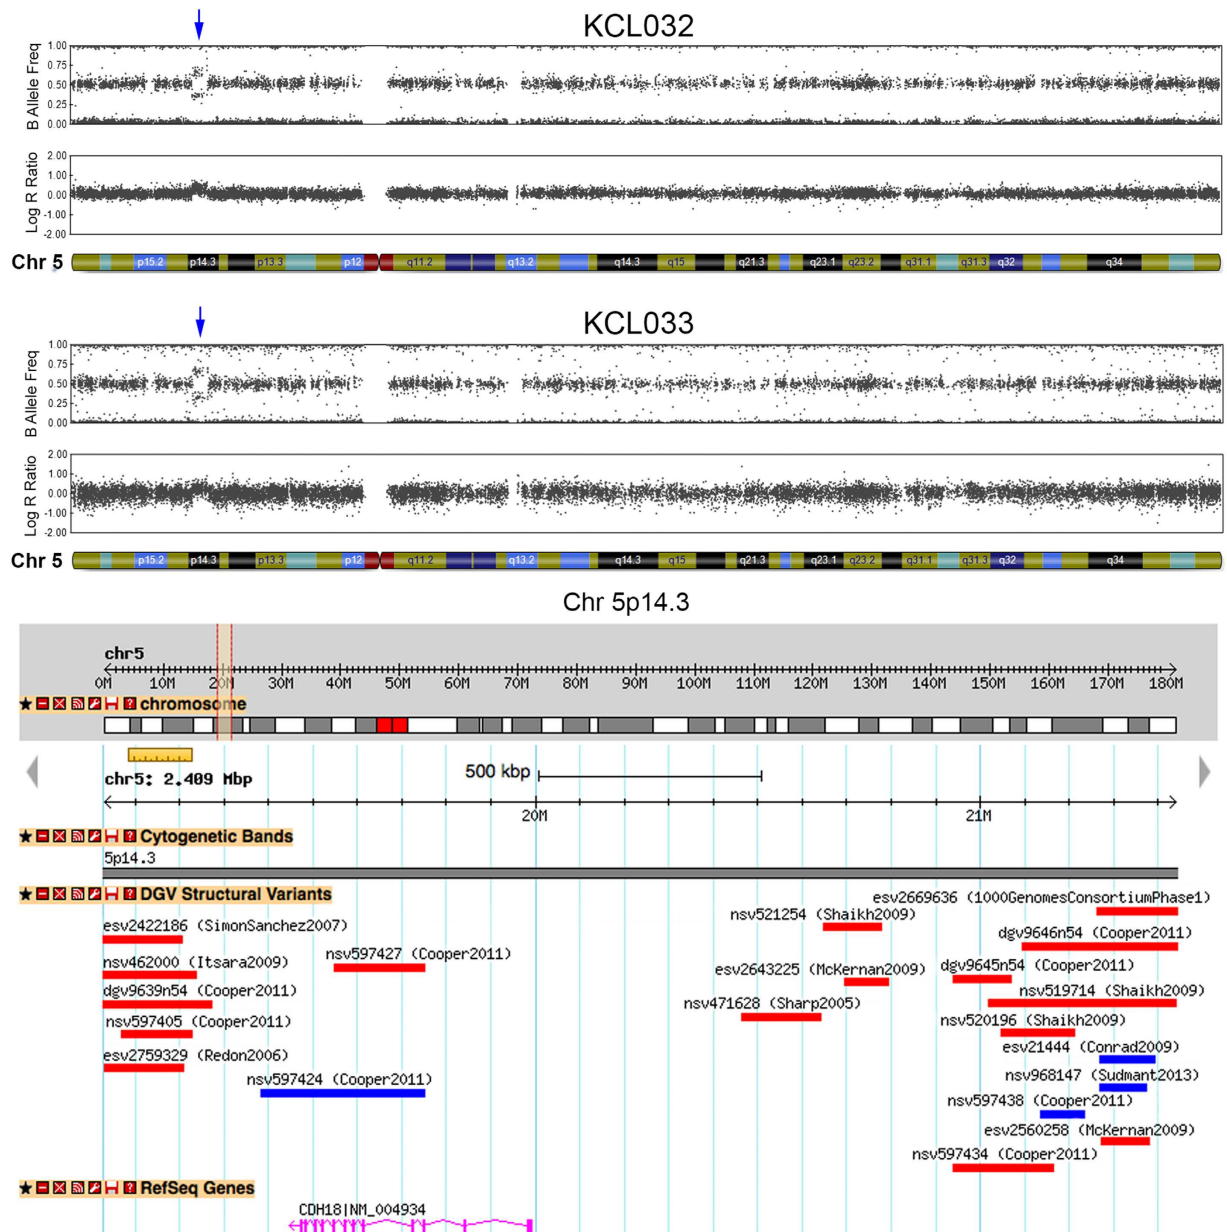 KCL032
B Allele Freq
1.00
0.75
0.50
0.25
0.00
Log R Ratio
2.00
1.00
0.00
-1.00
-2.00
Chr 5 p15.2 p14.3 p13.3 p12 q11.2 q13.2 q14.3 q15 q21.3 q23.1 q23.2 q31.1 q31.3 q32 q34
KCL033
B Allele Freq
1.00
0.75
0.50
0.25
0.00
Log R Ratio
2.00
1.00
0.00
-1.00
-2.00
Chr 5 p15.2 p14.3 p13.3 p12 q11.2 q13.2 q14.3 q15 q21.3 q23.1 q23.2 q31.1 q31.3 q32 q34
Chr 5p14.3
chr5
0M 10M 20M 30M 40M 50M 60M 70M 80M 90M 100M 110M 120M 130M 140M 150M 160M 170M 180M
chromosome
500 kbp
chr5: 2.409 Mbp
20M 21M
Cytogenetic Bands
5p14.3
DGV Structural Variants
esv2669636 (1000GenomesConsortiumPhase1)
nsv521254 (Shaikh2009)
esv2422186 (SimonSanchez2007)
dgv9646n54 (Cooper2011)
nsv597427 (Cooper2011)
nsv462000 (Itsara2009)
esv2643225 (McKernan2009)
dgv9645n54 (Cooper2011)
dgv9639n54 (Cooper2011)
nsv519714 (Shaikh2009)
nsv471628 (Sharp2005)
nsv597405 (Cooper2011)
nsv520196 (Shaikh2009)
esv21444 (Conrad2009)
esv2759329 (Redon2006)
nsv968147 (Sudmant2013)
nsv597424 (Cooper2011)
nsv597438 (Cooper2011)
esv2560258 (McKernan2009)
nsv597434 (Cooper2011)
RefSeq Genes
CDH18|NM_004934